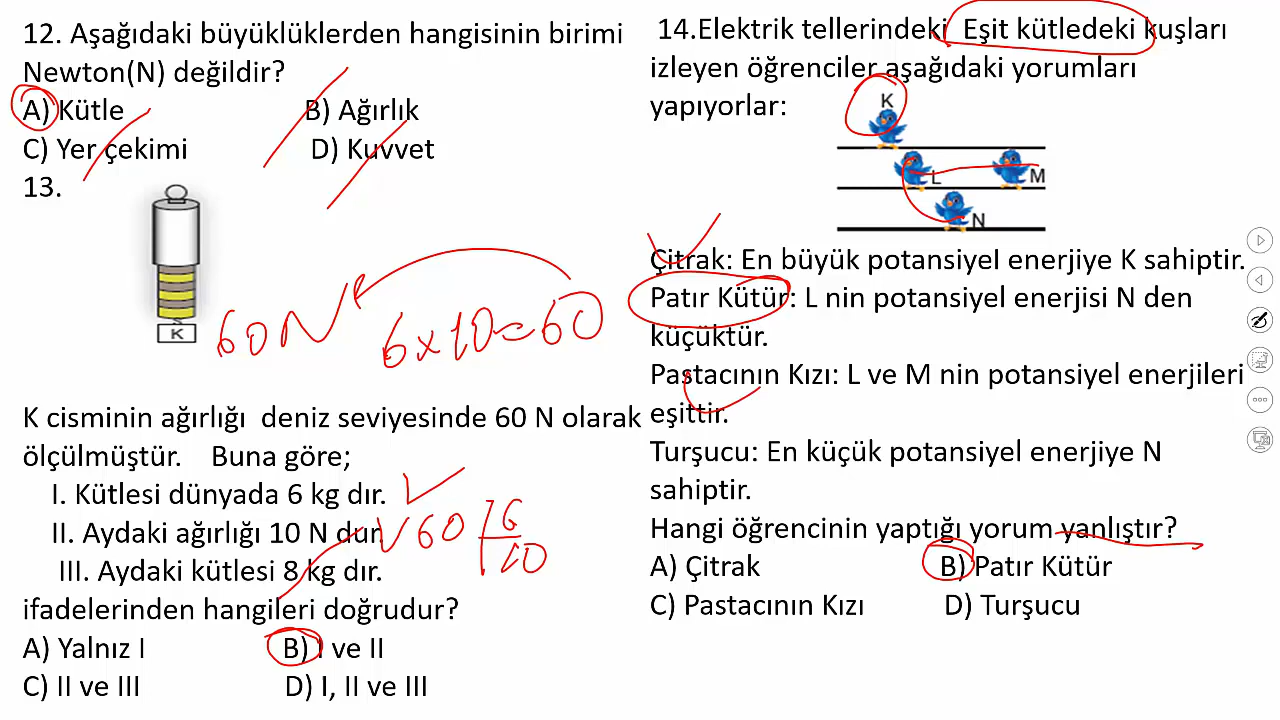 12. Aşağıdaki büyüklüklerden hangisinin birimi
Newton(N) değildir?
A) Kütle B) Ağırlık
C) Yer çekimi D) Kuvvet
13.
K
60N 6x10=60
K cisminin ağırlığı deniz seviyesinde 60 N olarak
ölçülmüştür. Buna göre;
I. Kütlesi dünyada 6 kg dır.
II. Aydaki ağırlığı 10 N dur.
60 6
10
III. Aydaki kütlesi 8 kg dır.
ifadelerinden hangileri doğrudur?
A) Yalnız I B) I ve II
C) II ve III D) I, II ve III
14.Elektrik tellerindeki Eşit kütledeki kuşları
izleyen öğrenciler aşağıdaki yorumları
yapıyorlar:
K
L M
N
Çitrak: En büyük potansiyel enerjiye K sahiptir.
Patır Kütür: L nin potansiyel enerjisi N den
küçüktür.
Pastacının Kızı: L ve M nin potansiyel enerjileri
eşittir.
Turşucu: En küçük potansiyel enerjiye N
sahiptir.
Hangi öğrencinin yaptığı yorum yanlıştır?
A) Çitrak B) Patır Kütür
C) Pastacının Kızı D) Turşucu